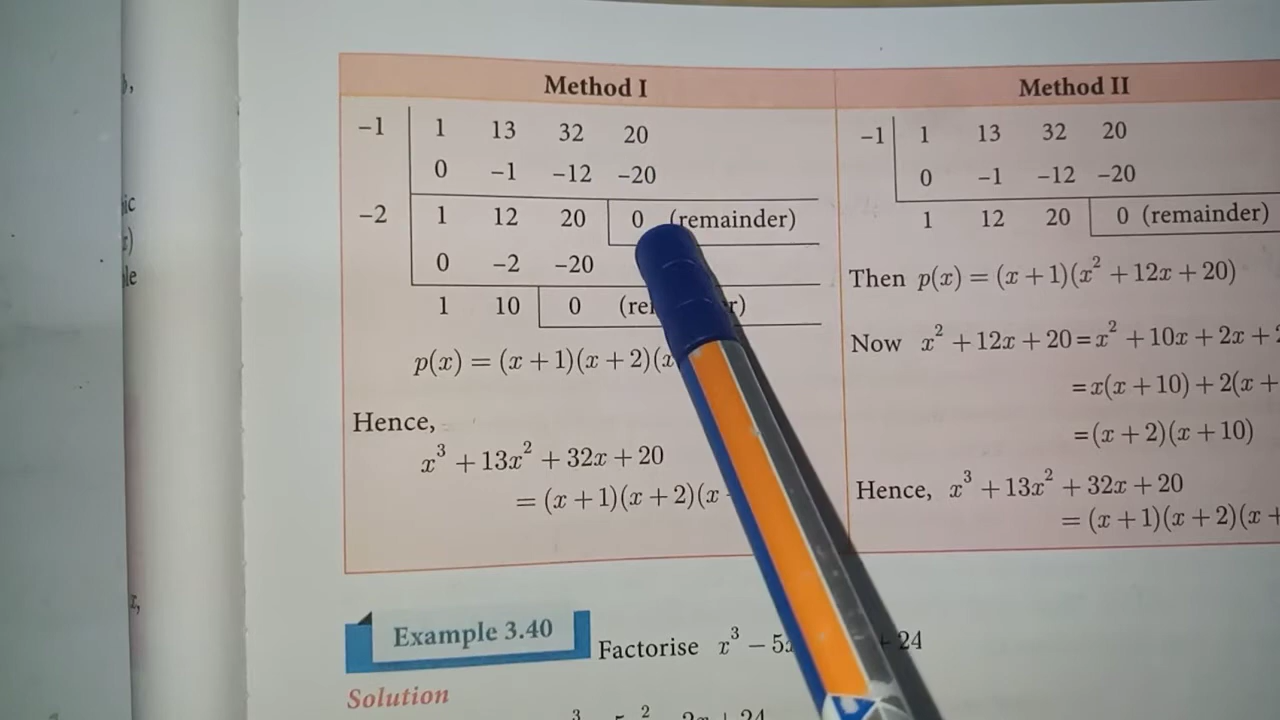 Method I
-1 1 13 32 20
0 -1 -12 -20
-2 1 12 20 0 (remainder)
0 -2 -20
1 10 0
p(x) = (x + 1)(x + 2)(x
Hence,
x³ + 13x² + 32x + 20
= (x + 1)(x + 2)(x
Method II
-1 1 13 32 20
0 -1 -12 -20
1 12 20 0 (remainder)
Then p(x) = (x + 1)(x² + 12x + 20)
Now x² + 12x + 20 = x² + 10x + 2x +
= x(x + 10) + 2(x +
= (x + 2)(x + 10)
Hence, x³ + 13x² + 32x + 20
= (x + 1)(x + 2)(x +
Example 3.40 Factorise x³ - 5 24
Solution